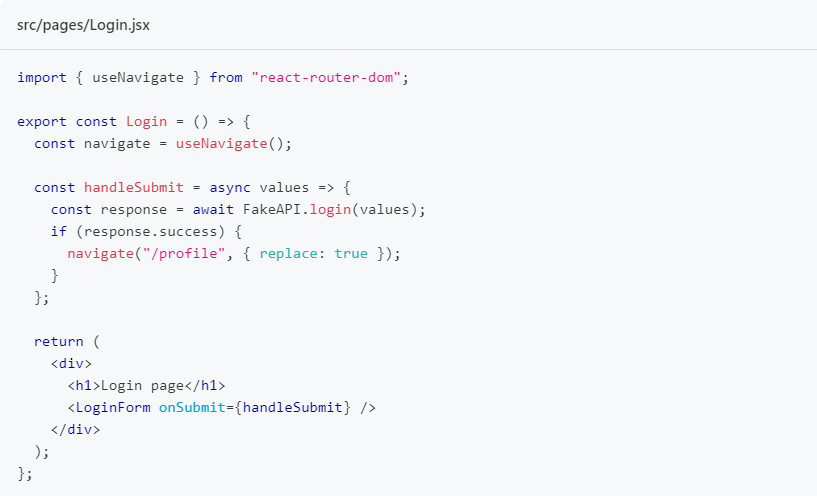 src/pages/Login.jsx
import { useNavigate } from "react-router-dom";
export const Login = () => {
  const navigate = useNavigate();
  const handleSubmit = async values => {
    const response = await FakeAPI.login(values);
    if (response.success) {
      navigate("/profile", { replace: true });
    }
  };
  return (
    <div>
      <h1>Login page</h1>
      <LoginForm onSubmit={handleSubmit} />
    </div>
  );
};